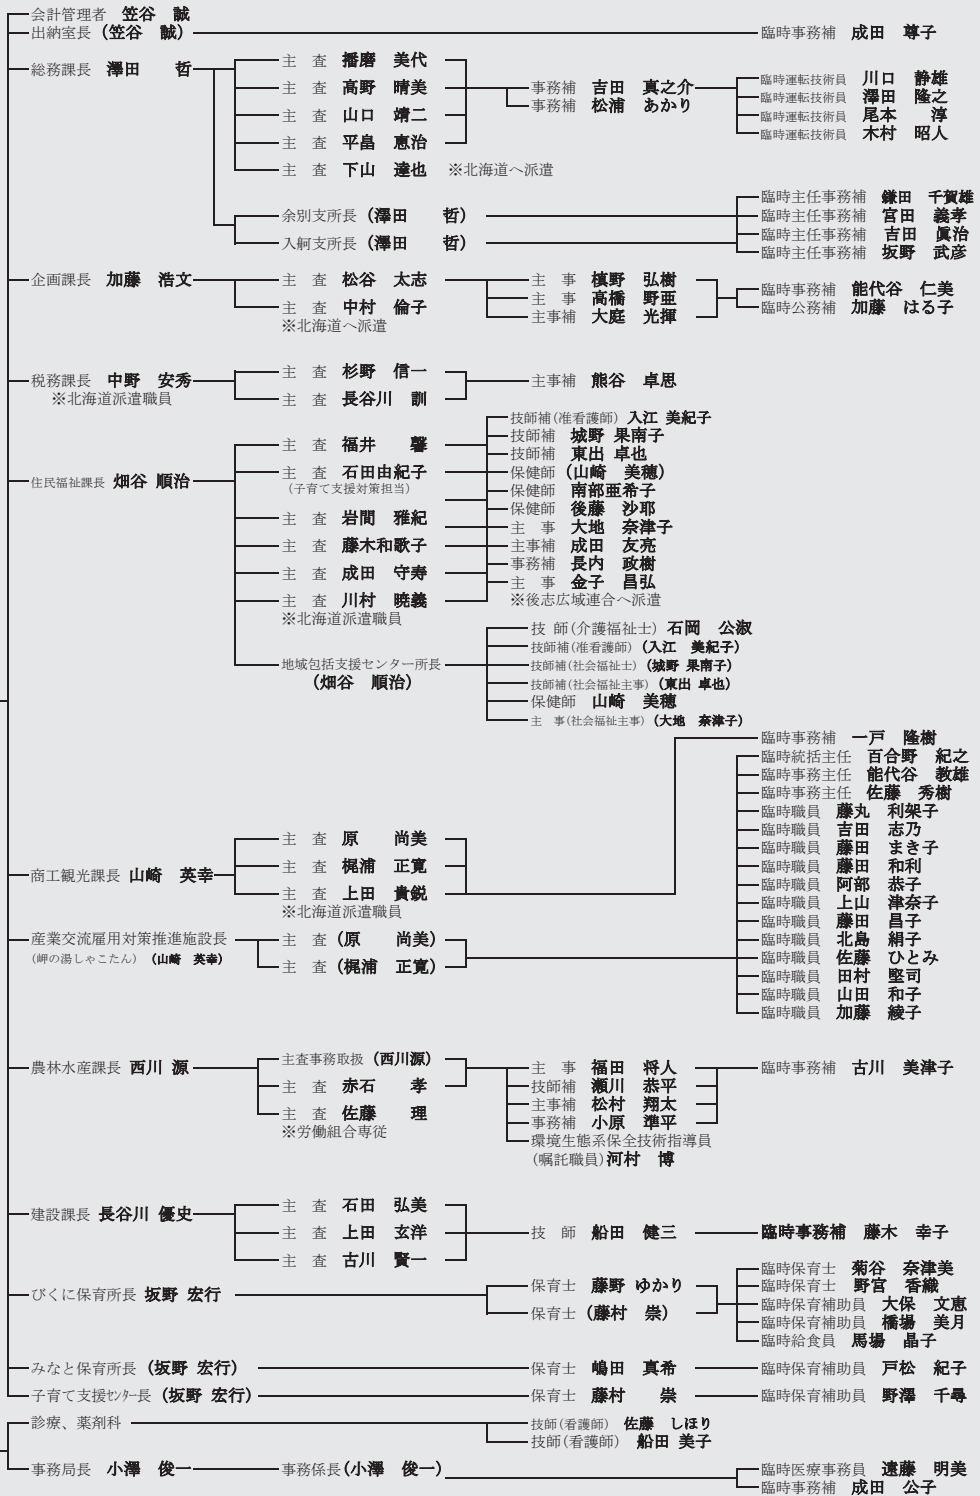 会計管理者　笠谷　誠
出納室長（笠谷　誠）　臨時事務補　成田　尊子
総務課長　澤田　　哲
主　査　播磨　美代
主　査　高野　晴美
主　査　山口　靖二
主　査　平畠　恵治
主　査　下山　達也　※北海道へ派遣
事務補　吉田　真之介
事務補　松浦　あかり
臨時運転技術員　川口　静雄
臨時運転技術員　澤田　隆之
臨時運転技術員　尾本　　淳
臨時運転技術員　木村　昭人
余別支所長（澤田　　哲）
入舸支所長（澤田　　哲）
臨時主任事務補　鎌田　千賀雄
臨時主任事務補　宮田　義孝
臨時主任事務補　吉田　眞治
臨時主任事務補　坂野　武彦
企画課長　加藤　浩文
主　査　松谷　太志
主　査　中村　倫子
※北海道へ派遣
主　事　槙野　弘樹
主　事　高橋　野亜
主事補　大庭　光揮
臨時事務補　能代谷　仁美
臨時公務補　加藤　はる子
税務課長　中野　安秀
※北海道派遣職員
主　査　杉野　信一
主　査　長谷川　訓
主事補　熊谷　卓思
住民福祉課長　畑谷　順治
主　査　福井　　馨
主　査　石田由紀子
（子育て支援対策担当）
主　査　岩間　雅紀
主　査　藤木和歌子
主　査　成田　守寿
主　査　川村　暁義
※北海道派遣職員
技師補(准看護師)　入江　美紀子
技師補　城野　果南子
技師補　東出　卓也
保健師（山崎　美穂）
保健師　南部亜希子
保健師　後藤　沙耶
主　事　大地　奈津子
主事補　成田　友亮
事務補　長内　政樹
主　事　金子　昌弘
※後志広域連合へ派遣
地域包括支援センター所長
（畑谷　順治）
技　師(介護福祉士)　石岡　公淑
技師補(准看護師)（入江　美紀子）
技師補(社会福祉士)（城野　果南子）
技師補(社会福祉主事)（東出　卓也）
保健師　山崎　美穂
主　事(社会福祉主事)（大地　奈津子）
商工観光課長　山崎　英幸
主　査　原　　尚美
主　査　梶浦　正寛
主　査　上田　貴鋭
※北海道派遣職員
産業交流雇用対策推進施設長
（岬の湯しゃこたん）（山崎　英幸）
主　査（原　　尚美）
主　査（梶浦　正寛）
臨時事務補　一戸　隆樹
臨時統括主任　百合野　紀之
臨時事務主任　能代谷　教雄
臨時事務主任　佐藤　秀樹
臨時職員　藤丸　利架子
臨時職員　吉田　志乃
臨時職員　藤田　まき子
臨時職員　藤田　和利
臨時職員　阿部　恭子
臨時職員　上山　津奈子
臨時職員　藤田　昌子
臨時職員　北島　絹子
臨時職員　佐藤　ひとみ
臨時職員　田村　堅司
臨時職員　山田　和子
臨時職員　加藤　綾子
農林水産課長　西川　源
主査事務取扱（西川源）
主　査　赤石　　孝
主　査　佐藤　　理
※労働組合専従
主　事　福田　将人
技師補　瀬川　恭平
主事補　松村　翔太
事務補　小原　準平
環境生態系保全技術指導員
(嘱託職員)河村　博
臨時事務補　古川　美津子
建設課長　長谷川　優史
主　査　石田　弘美
主　査　上田　玄洋
主　査　古川　賢一
技　師　船田　健三
臨時事務補　藤木　幸子
びくに保育所長　坂野　宏行
保育士　藤野　ゆかり
保育士（藤村　崇）
臨時保育士　菊谷　奈津美
臨時保育士　野宮　香織
臨時保育補助員　大保　文恵
臨時保育補助員　橋場　美月
臨時給食員　馬場　晶子
みなと保育所長（坂野　宏行）　保育士　嶋田　真希　臨時保育補助員　戸松　紀子
子育て支援ｾﾝﾀｰ長（坂野　宏行）　保育士　藤村　　崇　臨時保育補助員　野澤　千尋
診療、薬剤科
技師(看護師)　佐藤　しほり
技師(看護師)　船田　美子
事務局長　小澤　俊一　事務係長（小澤　俊一）
臨時医療事務員　遠藤　明美
臨時事務補　成田　公子